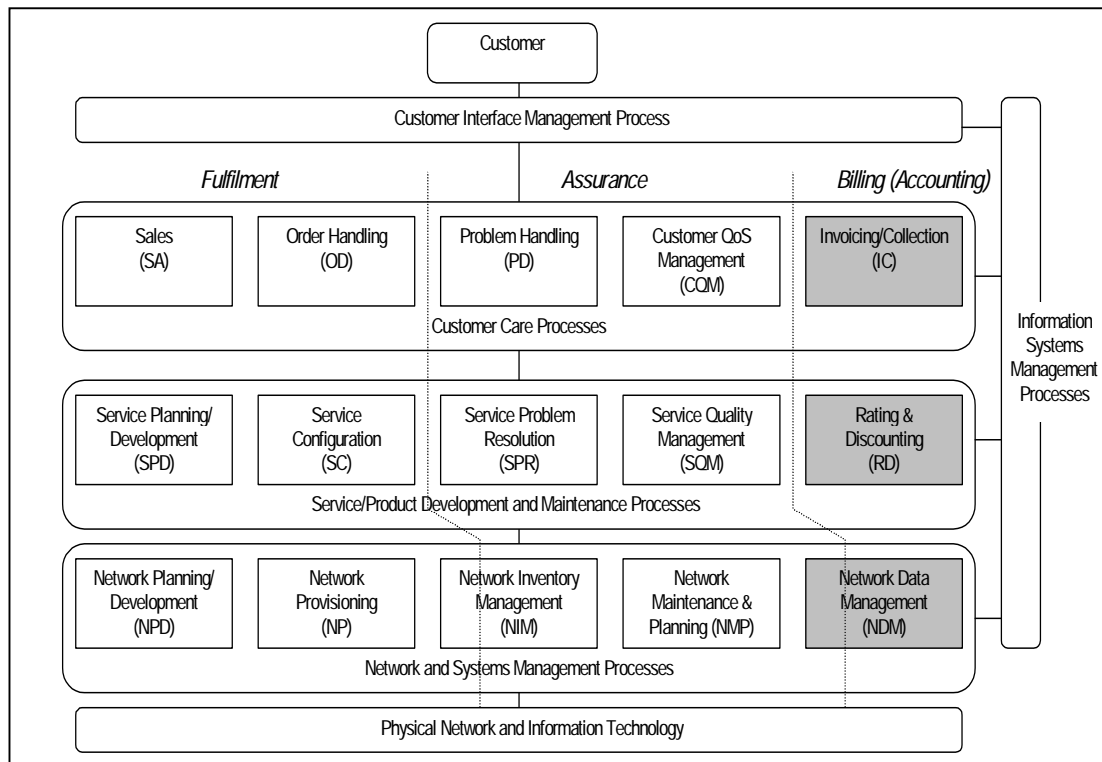 Customer
Customer Interface Management Process
Fulfilment
Assurance
Billing (Accounting)
Sales
(SA)
Order Handling
(OD)
Problem Handling
(PD)
Customer QoS
Management
(CQM)
Invoicing/Collection
(IC)
Customer Care Processes
Information
Systems
Management
Processes
Service Planning/
Development
(SPD)
Service
Configuration
(SC)
Service Problem
Resolution
(SPR)
Service Quality
Management
(SQM)
Rating &
Discounting
(RD)
Service/Product Development and Maintenance Processes
Network Planning/
Development
(NPD)
Network
Provisioning
(NP)
Network Inventory
Management
(NIM)
Network
Maintenance &
Planning (NMP)
Network Data
Management
(NDM)
Network and Systems Management Processes
Physical Network and Information Technology